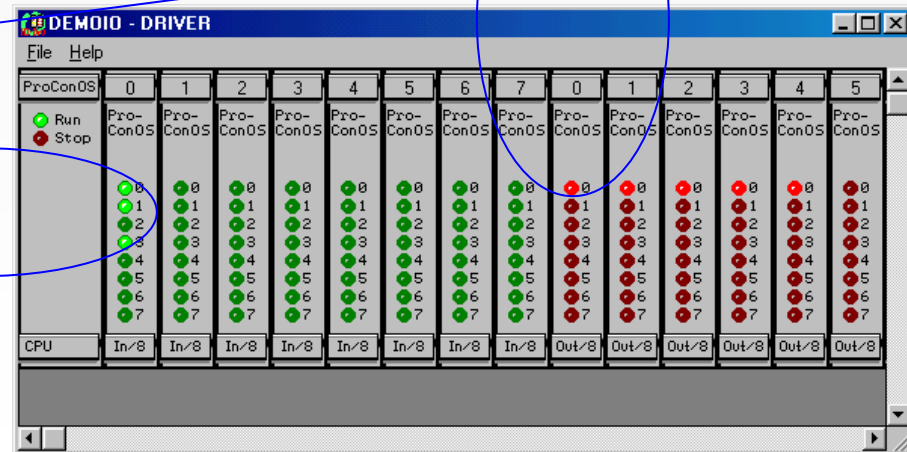 DEMOIO - DRIVER
File Help
ProConOS 0 1 2 3 4 5 6 7 0 1 2 3 4 5
Run Pro- Pro- Pro- Pro- Pro- Pro- Pro- Pro- Pro- Pro- Pro- Pro- Pro- Pro-
Stop ConOS ConOS ConOS ConOS ConOS ConOS ConOS ConOS ConOS ConOS ConOS ConOS ConOS ConOS
0 0 0 0 0 0 0 0 0 0 0 0 0 0
1 1 1 1 1 1 1 1 1 1 1 1 1 1
2 2 2 2 2 2 2 2 2 2 2 2 2 2
3 3 3 3 3 3 3 3 3 3 3 3 3 3
4 4 4 4 4 4 4 4 4 4 4 4 4 4
5 5 5 5 5 5 5 5 5 5 5 5 5 5
6 6 6 6 6 6 6 6 6 6 6 6 6 6
7 7 7 7 7 7 7 7 7 7 7 7 7 7
CPU In/8 In/8 In/8 In/8 In/8 In/8 In/8 In/8 Out/8 Out/8 Out/8 Out/8 Out/8 Out/8